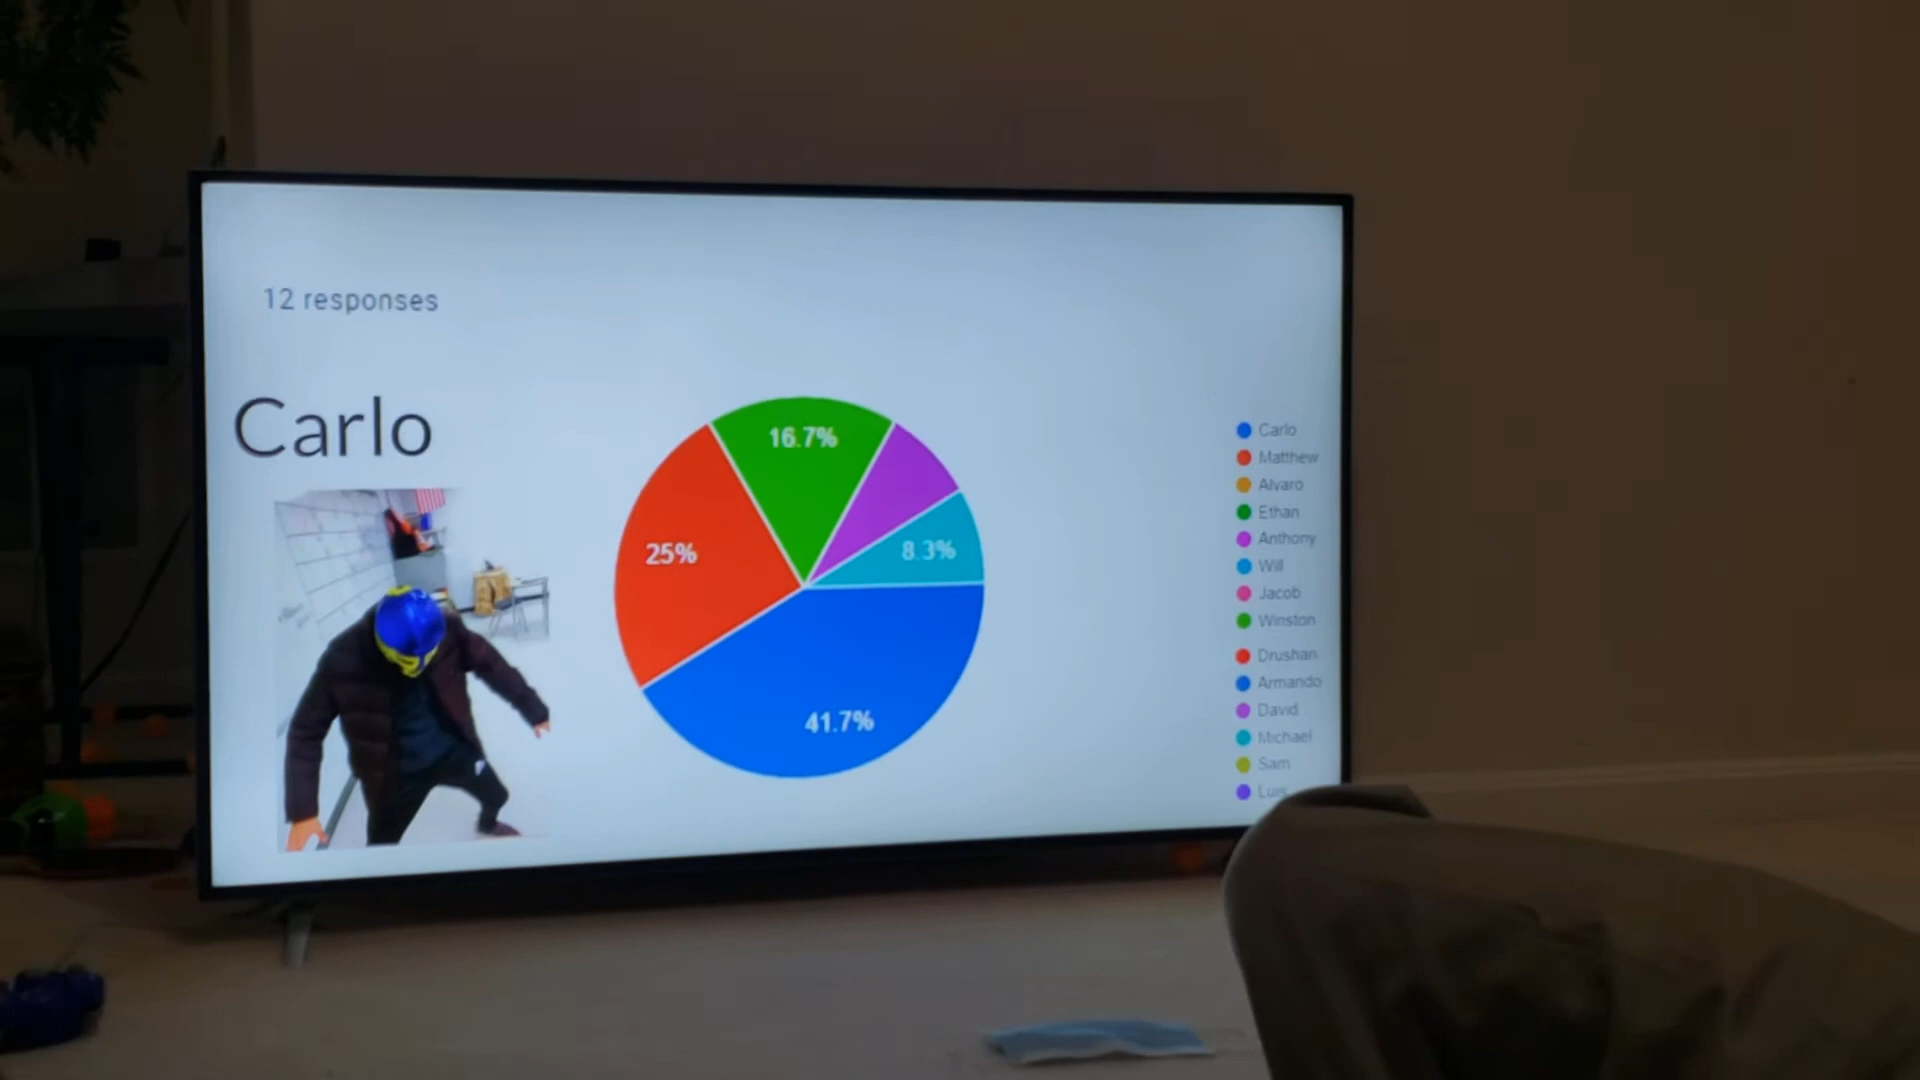 12 responses
Carlo
16.7%
25%
8.3%
41.7%
Carlo
Matthew
Alvaro
Ethan
Anthony
Will
Jacob
Winston
Drushan
Armando
David
Michael
Sam
Luis